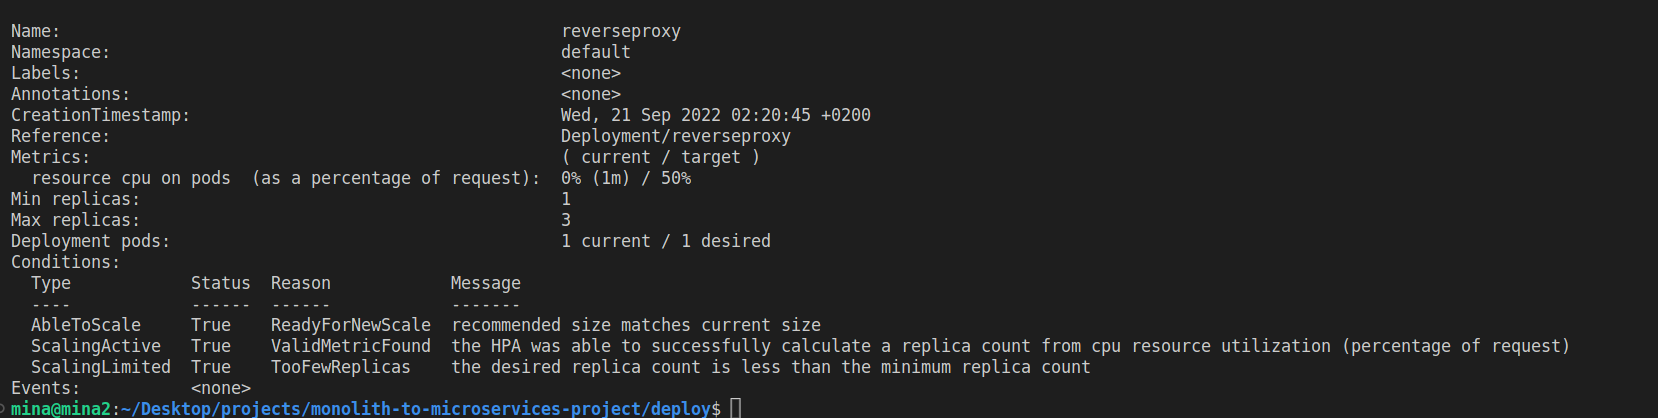 Name: reverseproxy
Namespace: default
Labels: <none>
Annotations: <none>
CreationTimestamp: Wed, 21 Sep 2022 02:20:45 +0200
Reference: Deployment/reverseproxy
Metrics: ( current / target )
resource cpu on pods (as a percentage of request): 0% (1m) / 50%
Min replicas: 1
Max replicas: 3
Deployment pods: 1 current / 1 desired
Conditions:
Type Status Reason Message
---- ------ ------ -------
AbleToScale True ReadyForNewScale recommended size matches current size
ScalingActive True ValidMetricFound the HPA was able to successfully calculate a replica count from cpu resource utilization (percentage of request)
ScalingLimited True TooFewReplicas the desired replica count is less than the minimum replica count
Events: <none>
mina@mina2:~/Desktop/projects/monolith-to-microservices-project/deploy$